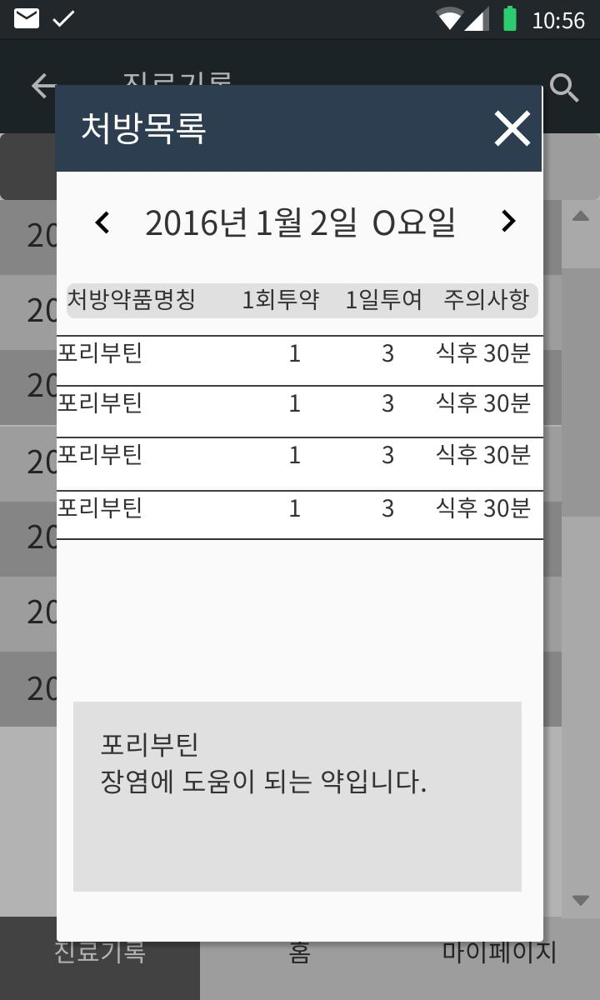 10:56
진료기록
처방목록
2016년 1월 2일 O요일
처방약품명칭 1회투약 1일투여 주의사항
포리부틴 1 3 식후 30분
포리부틴 1 3 식후 30분
포리부틴 1 3 식후 30분
포리부틴 1 3 식후 30분
20
20
20
20
20
20
20
포리부틴
장염에 도움이 되는 약입니다.
진료기록 홈 마이페이지